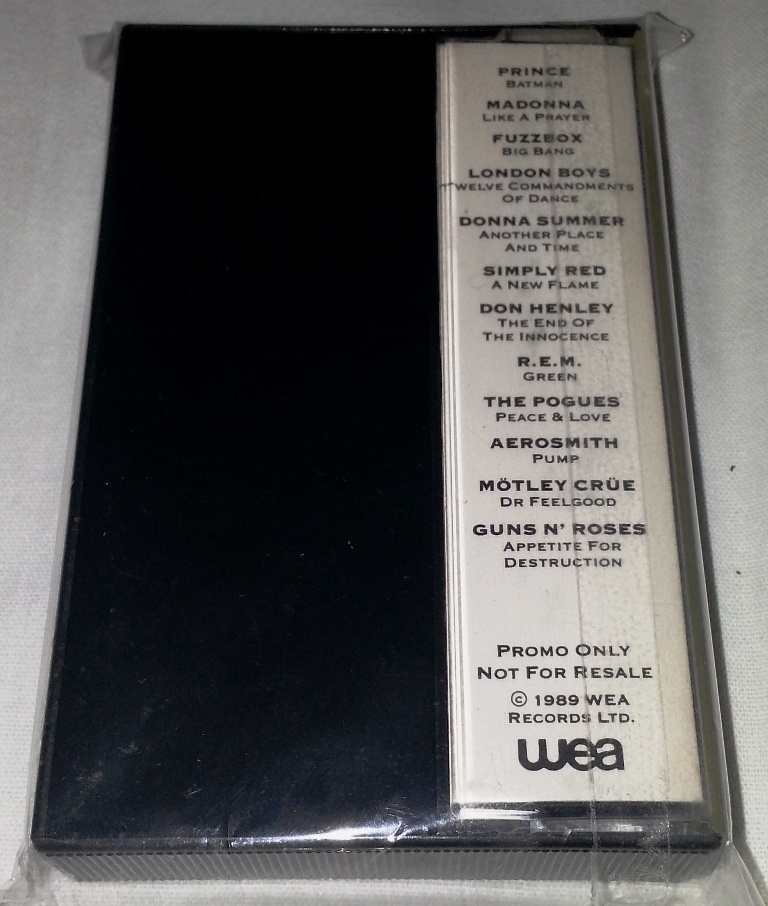 PRINCE
BATMAN
MADONNA
LIKE A PRAYER
FUZZBOX
BIG BANG
LONDON BOYS
TWELVE COMMANDMENTS
OF DANCE
DONNA SUMMER
ANOTHER PLACE
AND TIME
SIMPLY RED
A NEW FLAME
DON HENLEY
THE END OF
THE INNOCENCE
R.E.M.
GREEN
THE POGUES
PEACE & LOVE
AEROSMITH
PUMP
MÖTLEY CRÜE
DR FEELGOOD
GUNS N' ROSES
APPETITE FOR
DESTRUCTION
PROMO ONLY
NOT FOR RESALE
© 1989 WEA
RECORDS LTD.
wea